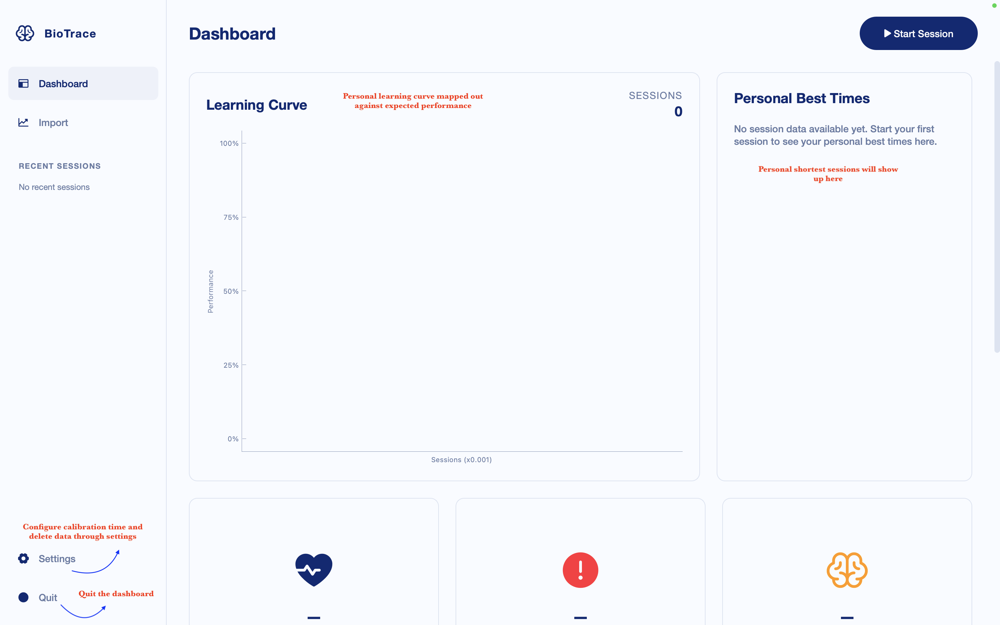 BioTrace
Dashboard
Import
RECENT SESSIONS
No recent sessions
Configure calibration time and
delete data through settings
Settings
Quit
Quit the dashboard
Dashboard
Start Session
Learning Curve
Personal learning curve mapped out
against expected performance
SESSIONS
0
100%
75%
50%
25%
0%
Performance
Sessions (x0.001)
Personal Best Times
No session data available yet. Start your first
session to see your personal best times here.
Personal shortest sessions will show
up here